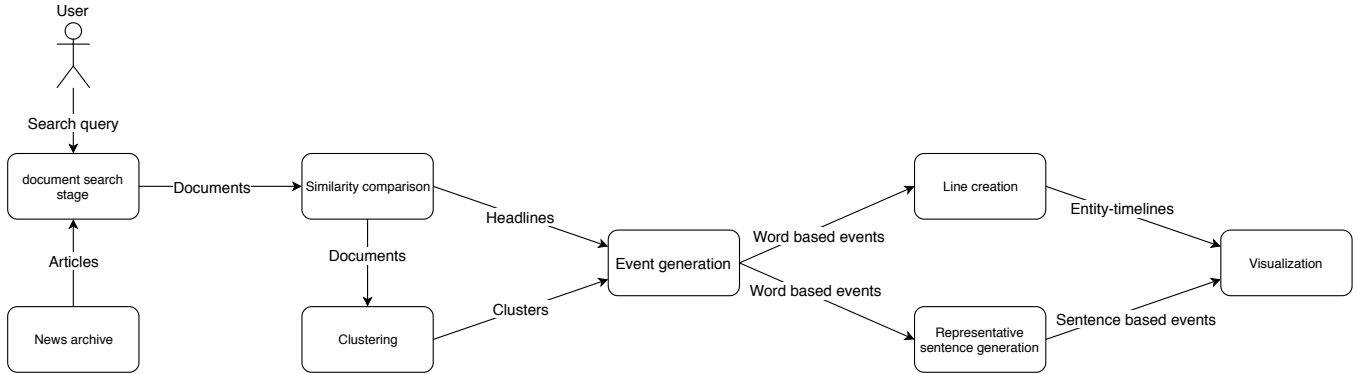 User
Search query
document search
stage
Articles
News archive
Documents
Similarity comparison
Documents
Clustering
Headlines
Clusters
Event generation
Word based events
Word based events
Line creation
Representative
sentence generation
Entity-timelines
Sentence based events
Visualization